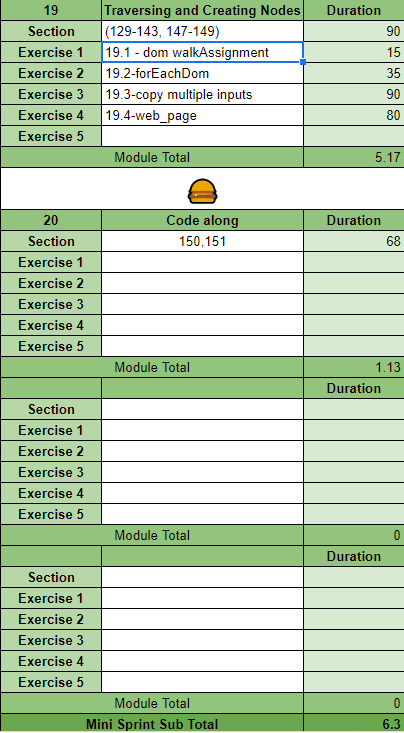 19 Traversing and Creating Nodes Duration
Section (129-143, 147-149) 90
Exercise 1 19.1 - dom walkAssignment 15
Exercise 2 19.2-forEachDom 35
Exercise 3 19.3-copy multiple inputs 90
Exercise 4 19.4-web_page 80
Exercise 5
Module Total 5.17
20 Code along Duration
Section 150,151 68
Exercise 1
Exercise 2
Exercise 3
Exercise 4
Exercise 5
Module Total 1.13
Duration
Section
Exercise 1
Exercise 2
Exercise 3
Exercise 4
Exercise 5
Module Total 0
Duration
Section
Exercise 1
Exercise 2
Exercise 3
Exercise 4
Exercise 5
Module Total 0
Mini Sprint Sub Total 6.3